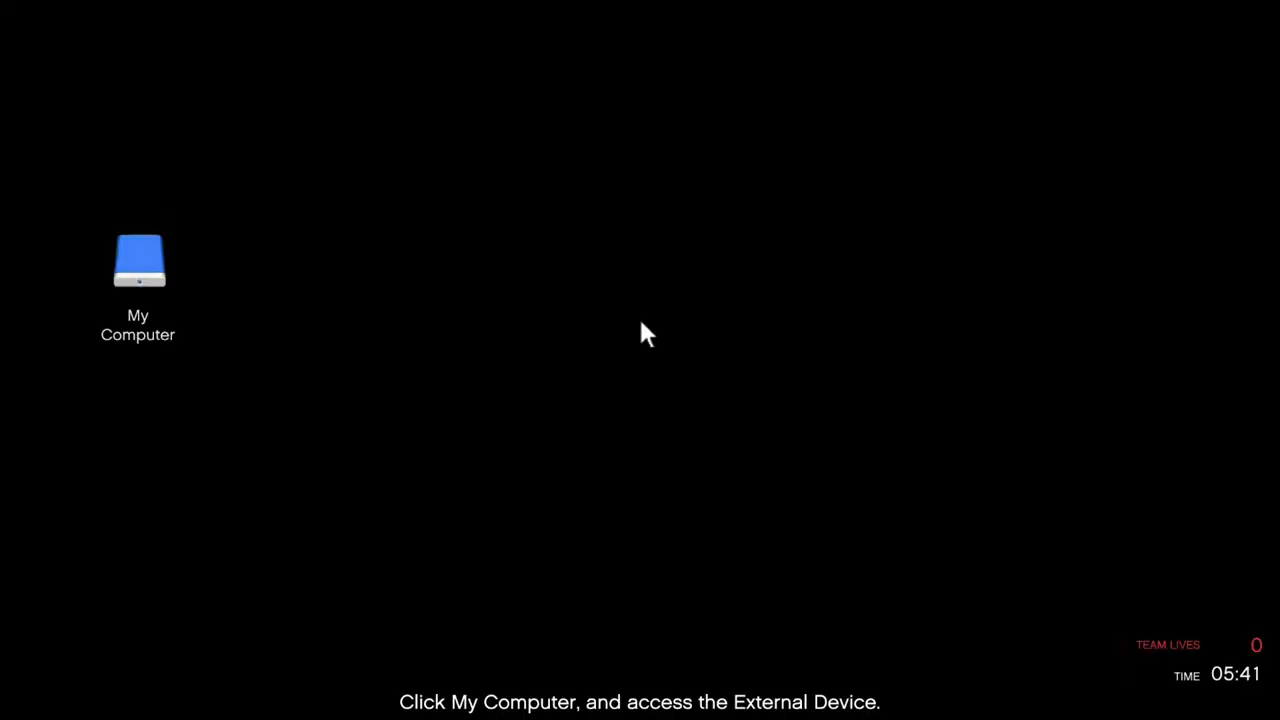 My
Computer
TEAM LIVES 0
TIME 05:41
Click My Computer, and access the External Device.